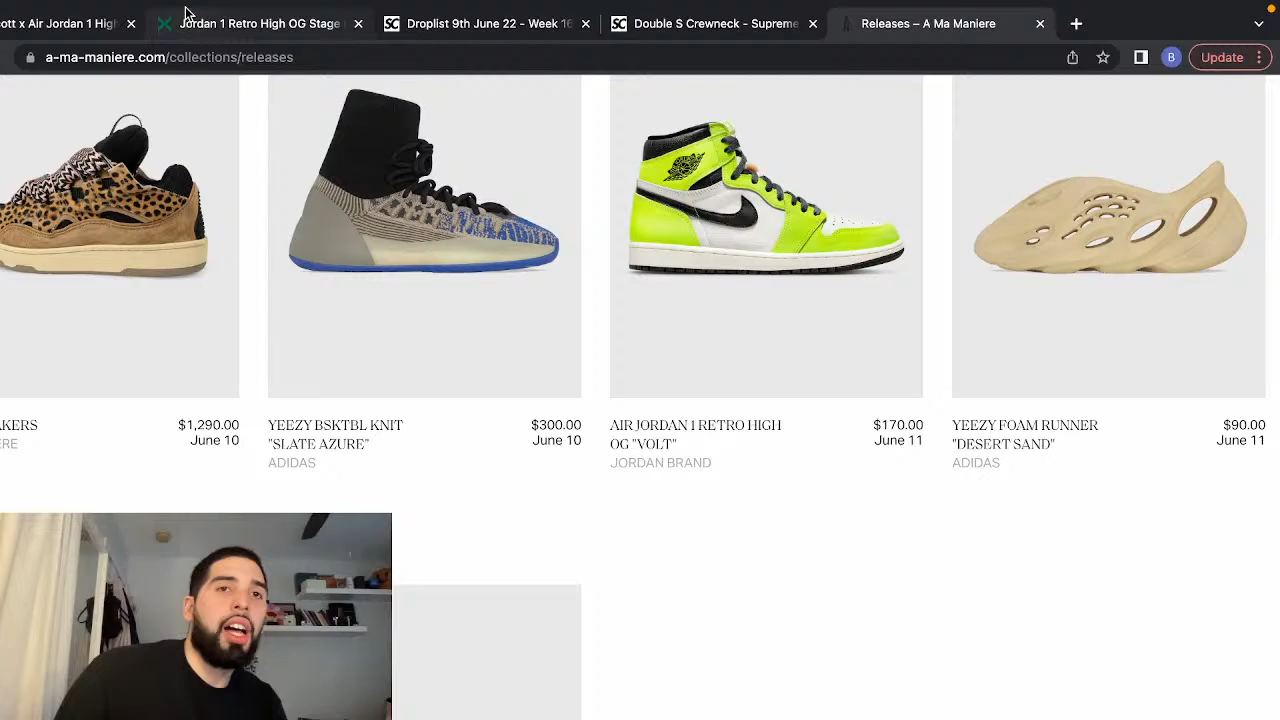 ott x Air Jordan 1 High
Jordan 1 Retro High OG Stage
SC
Droplist 9th June 22 - Week 16
SC
Double S Crewneck - Supreme
Releases – A Ma Maniere
a-ma-maniere.com/collections/releases
B
Update
AKERS
$1,290.00
ERE
June 10
YEEZY BSKTBL KNIT
$300.00
"SLATE AZURE"
June 10
ADIDAS
AIR JORDAN 1 RETRO HIGH
$170.00
OG "VOLT"
June 11
JORDAN BRAND
YEEZY FOAM RUNNER
$90.00
"DESERT SAND"
June 11
ADIDAS